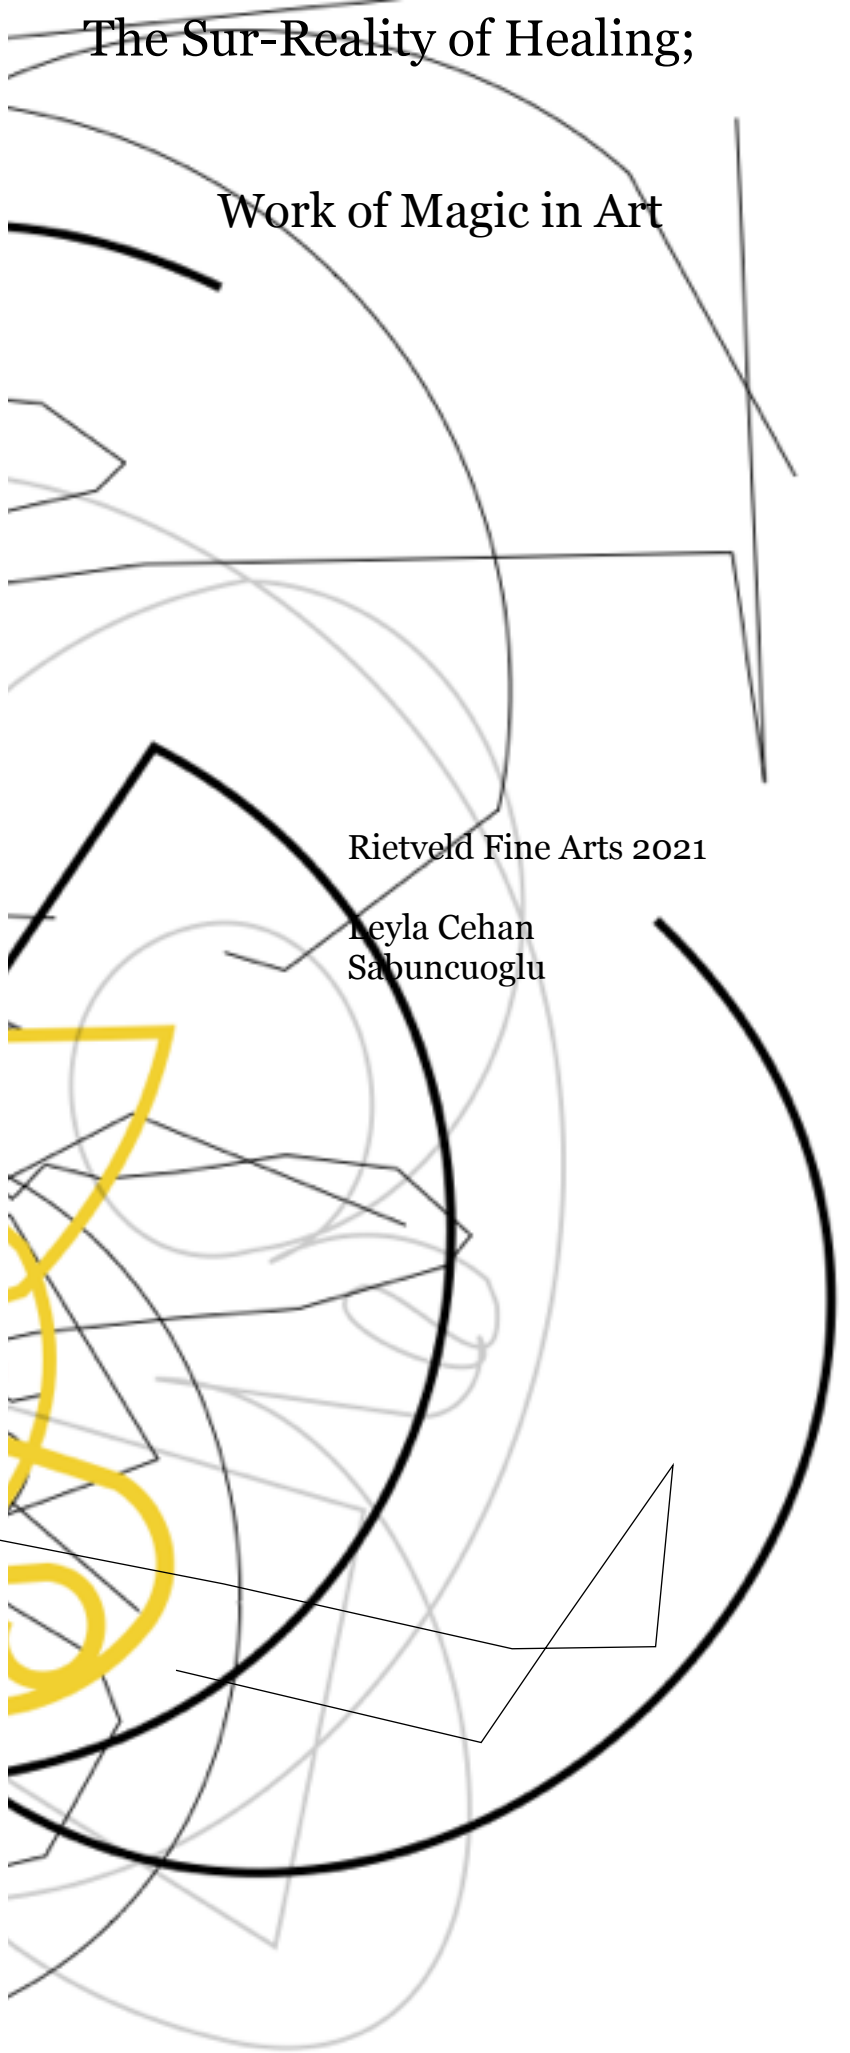 The Sur-Reality of Healing;
Work of Magic in Art
Rietveld Fine Arts 2021
Leyla Cehan
Sabuncuoglu